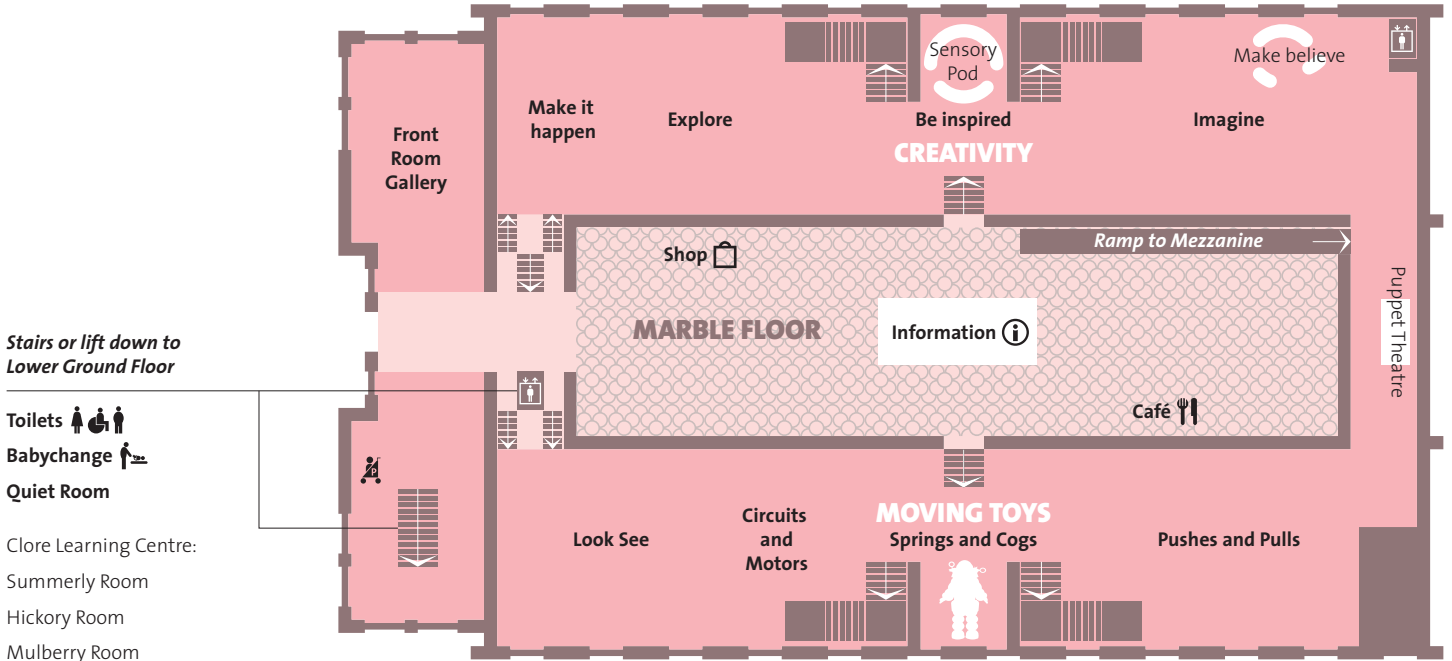 Sensory
Pod
Make believe
Make it
happen
Explore
Be inspired
Imagine
CREATIVITY
Front
Room
Gallery
Shop
Ramp to Mezzanine
MARBLE FLOOR
Information i
Puppet Theatre
Café
Stairs or lift down to
Lower Ground Floor
Toilets
Babychange
Quiet Room
Clore Learning Centre:
Summerly Room
Hickory Room
Mulberry Room
P
Look See
Circuits
and
Motors
MOVING TOYS
Springs and Cogs
Pushes and Pulls